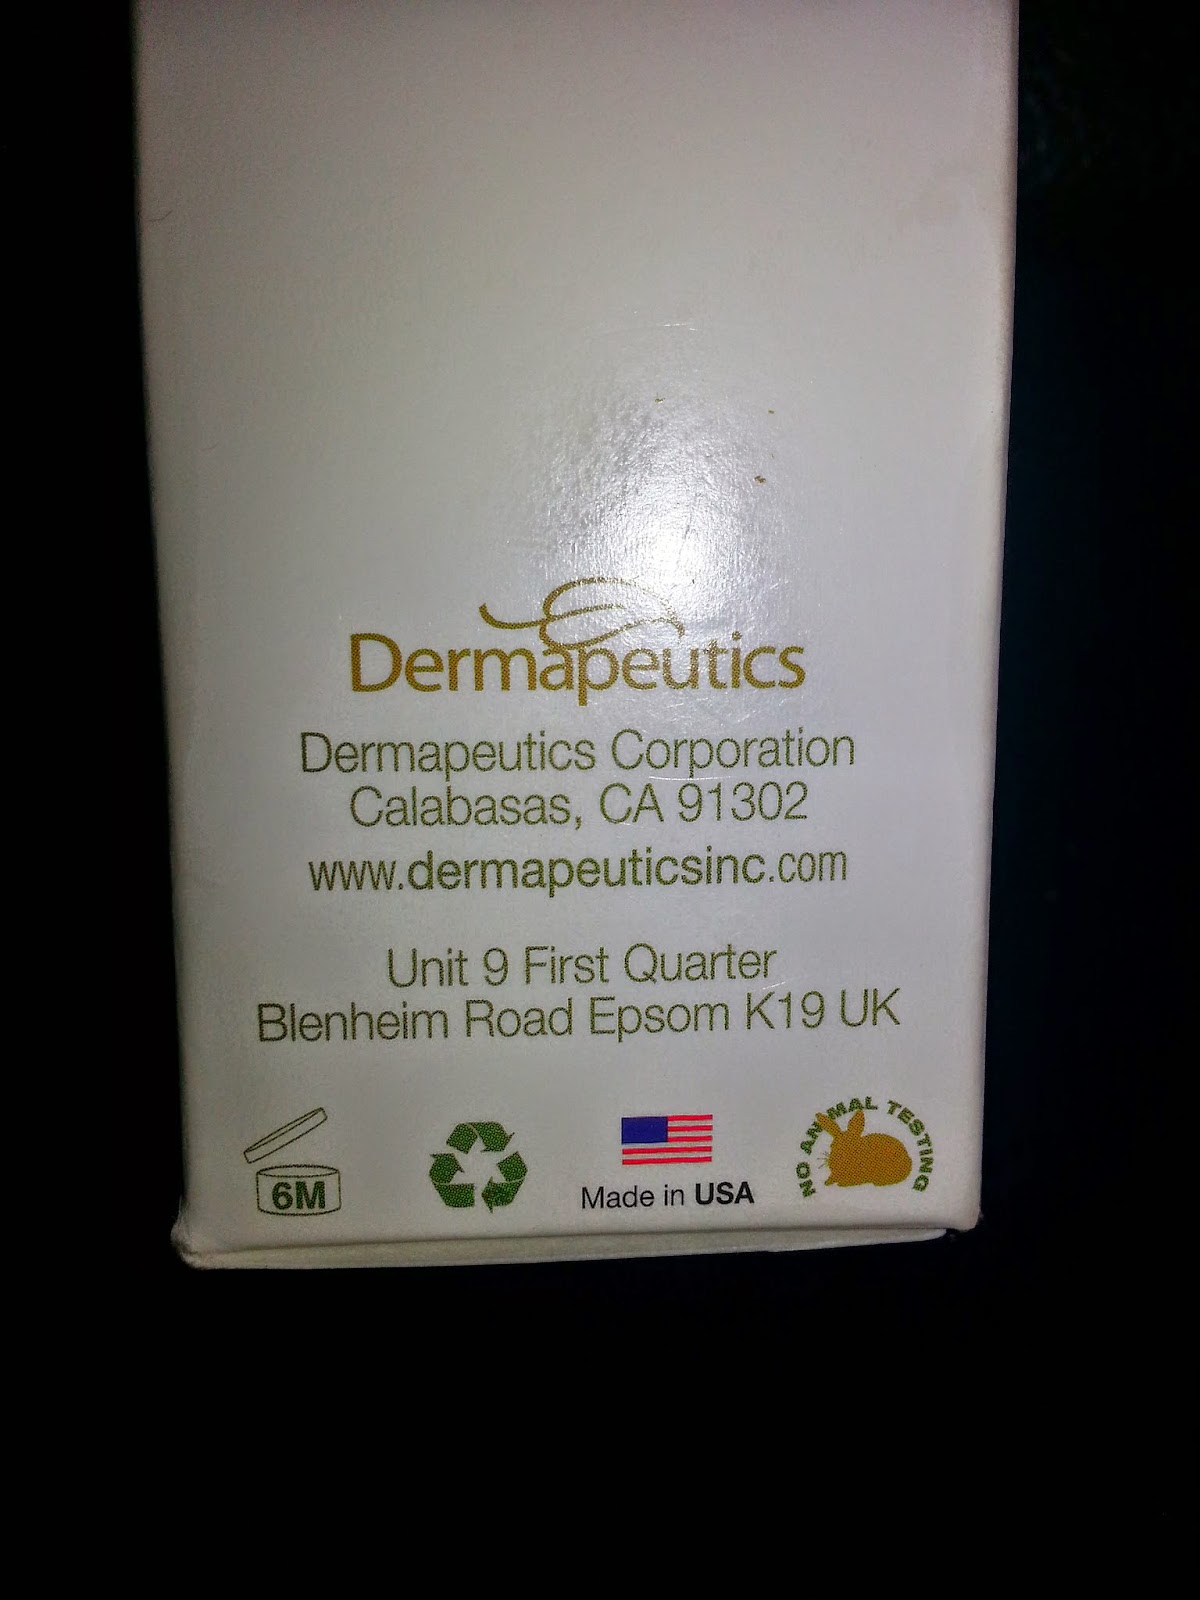 Dermapeutics
Dermapeutics Corporation
Calabasas, CA 91302
www.dermapeuticsinc.com
Unit 9 First Quarter
Blenheim Road Epsom K19 UK
6M
Made in USA
NO ANIMAL TESTING